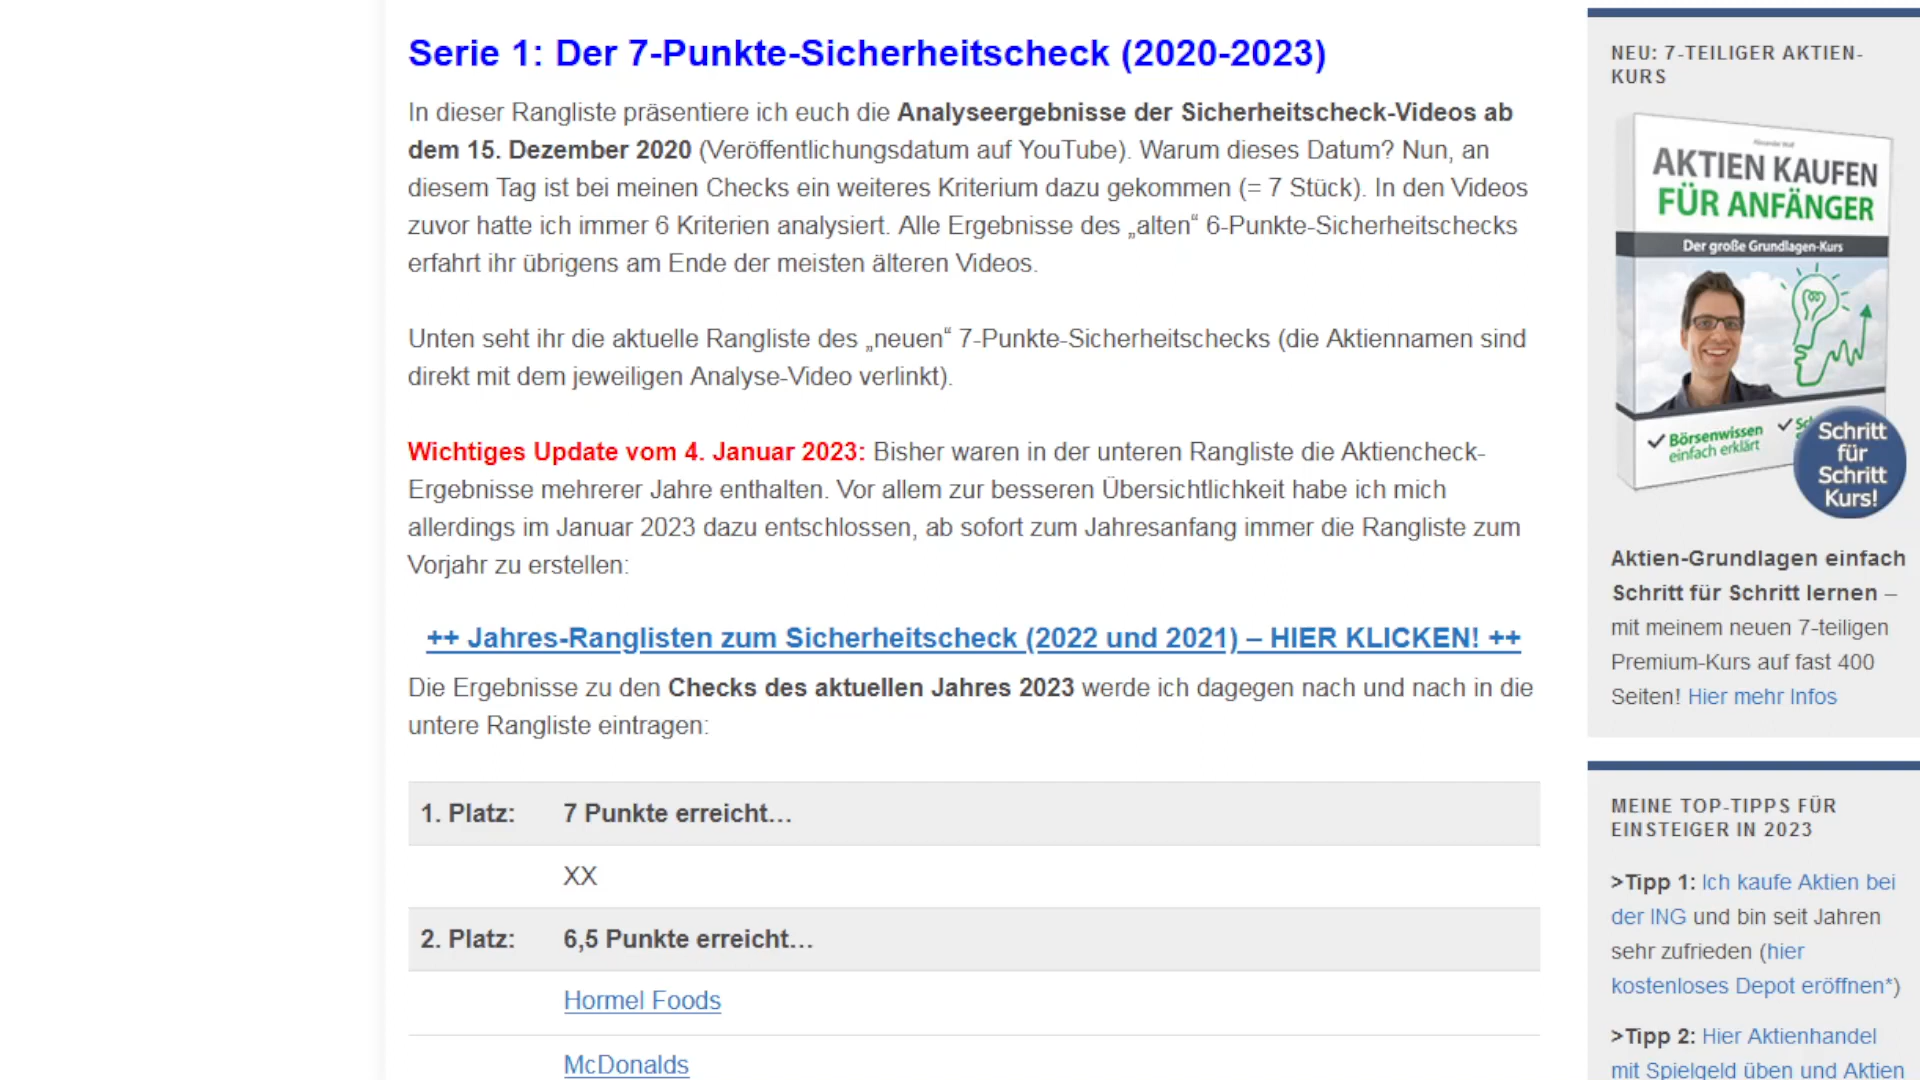 Serie 1: Der 7-Punkte-Sicherheitscheck (2020-2023)
In dieser Rangliste präsentiere ich euch die Analyseergebnisse der Sicherheitscheck-Videos ab
dem 15. Dezember 2020 (Veröffentlichungsdatum auf YouTube). Warum dieses Datum? Nun, an
diesem Tag ist bei meinen Checks ein weiteres Kriterium dazu gekommen (= 7 Stück). In den Videos
zuvor hatte ich immer 6 Kriterien analysiert. Alle Ergebnisse des „alten“ 6-Punkte-Sicherheitschecks
erfahrt ihr übrigens am Ende der meisten älteren Videos.
Unten seht ihr die aktuelle Rangliste des „neuen“ 7-Punkte-Sicherheitschecks (die Aktiennamen sind
direkt mit dem jeweiligen Analyse-Video verlinkt).
Wichtiges Update vom 4. Januar 2023: Bisher waren in der unteren Rangliste die Aktiencheck-
Ergebnisse mehrerer Jahre enthalten. Vor allem zur besseren Übersichtlichkeit habe ich mich
allerdings im Januar 2023 dazu entschlossen, ab sofort zum Jahresanfang immer die Rangliste zum
Vorjahr zu erstellen:
++ Jahres-Ranglisten zum Sicherheitscheck (2022 und 2021) – HIER KLICKEN! ++
Die Ergebnisse zu den Checks des aktuellen Jahres 2023 werde ich dagegen nach und nach in die
untere Rangliste eintragen:
1. Platz: 7 Punkte erreicht…
XX
2. Platz: 6,5 Punkte erreicht…
Hormel Foods
McDonalds
NEU: 7-TEILIGER AKTIEN-
KURS
AKTIEN KAUFEN
FÜR ANFÄNGER
Der große Grundlagen-Kurs
Börsenwissen
einfach erklärt
Schritt
für
Schritt
Kurs!
Aktien-Grundlagen einfach
Schritt für Schritt lernen –
mit meinem neuen 7-teiligen
Premium-Kurs auf fast 400
Seiten! Hier mehr Infos
MEINE TOP-TIPPS FÜR
EINSTEIGER IN 2023
>Tipp 1: Ich kaufe Aktien bei
der ING und bin seit Jahren
sehr zufrieden (hier
kostenloses Depot eröffnen*)
>Tipp 2: Hier Aktienhandel
mit Spielgeld üben und Aktien